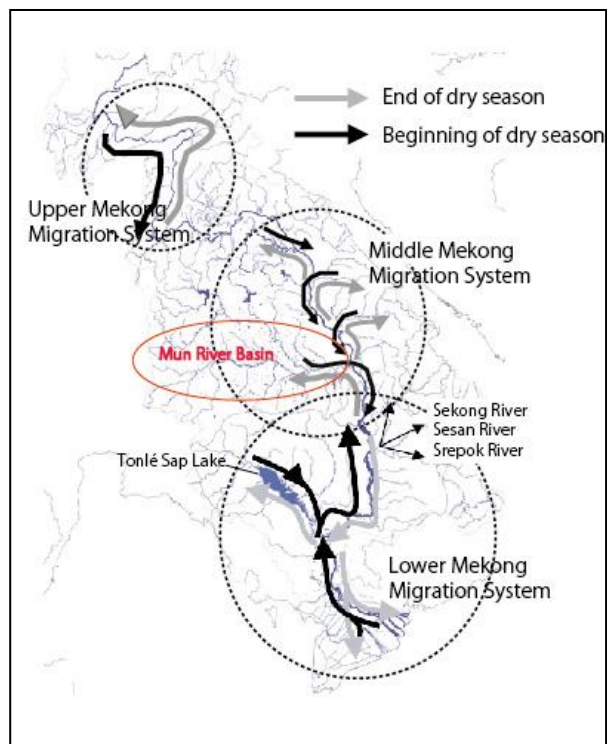 End of dry season
Beginning of dry season
Upper Mekong
Migration System
Middle Mekong
Migration System
Mun River Basin
Sekong River
Sesan River
Srepok River
Tonlé Sap Lake
Lower Mekong
Migration System